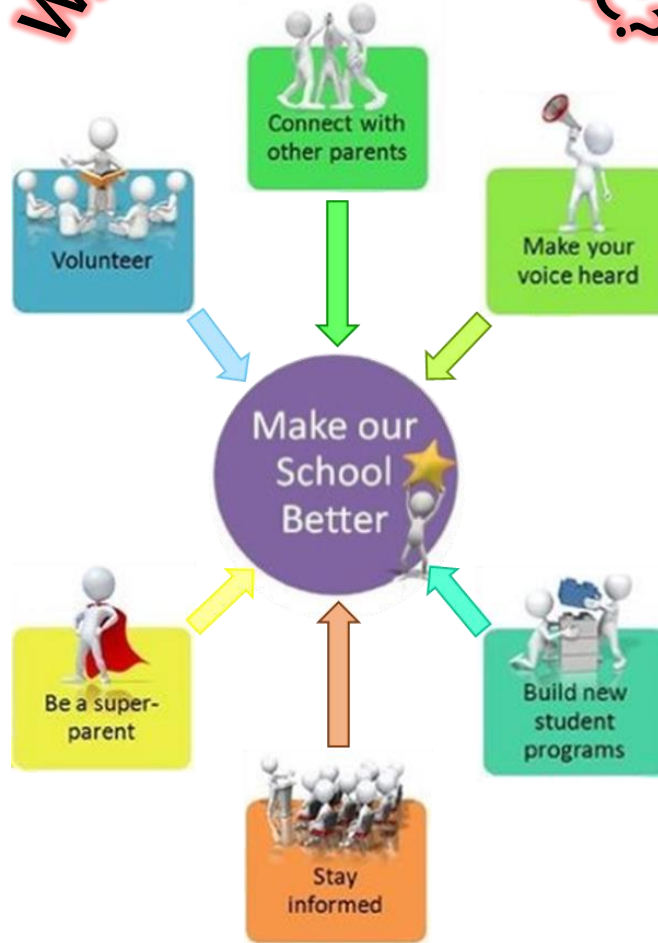 Connect with
other parents
Volunteer
Make your
voice heard
Make our
School
Better
Be a super-
parent
Build new
student
programs
Stay
informed